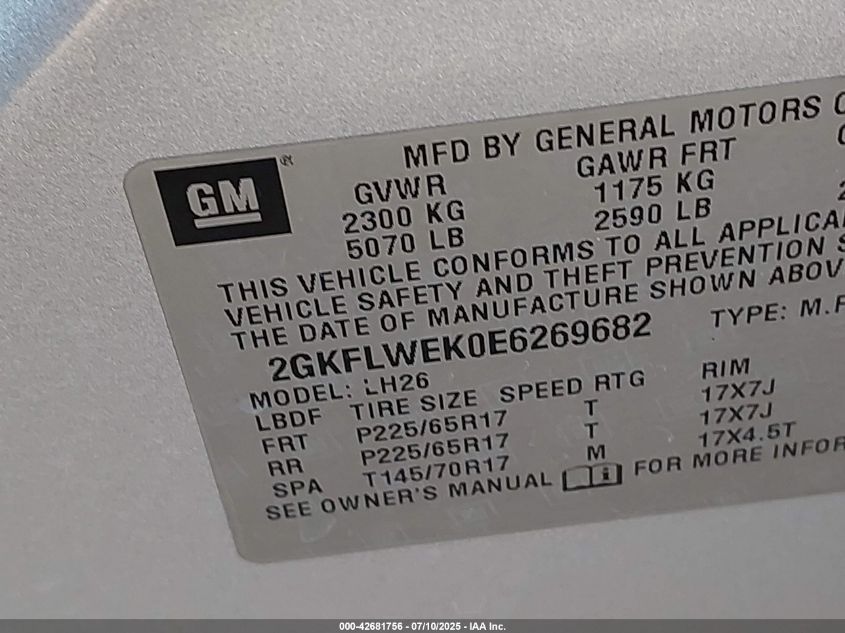 MFD BY GENERAL MOTORS
GM
GVWR GAWR FRT
2300 KG 1175 KG
5070 LB 2590 LB
THIS VEHICLE CONFORMS TO ALL
VEHICLE SAFETY AND THEFT PREVENTION
THE DATE OF MANUFACTURE SHOWN
2GKFLWEK0E6269682 TYPE:
MODEL: LH26
LBDF TIRE SIZE SPEED RTG RIM
FRT P225/65R17 T 17X7J
RR P225/65R17 T 17X7J
SPA T145/70R17 M 17X4.5T
SEE OWNER'S MANUAL FOR MORE
000-42681756 - 07/10/2025 - IAA Inc.